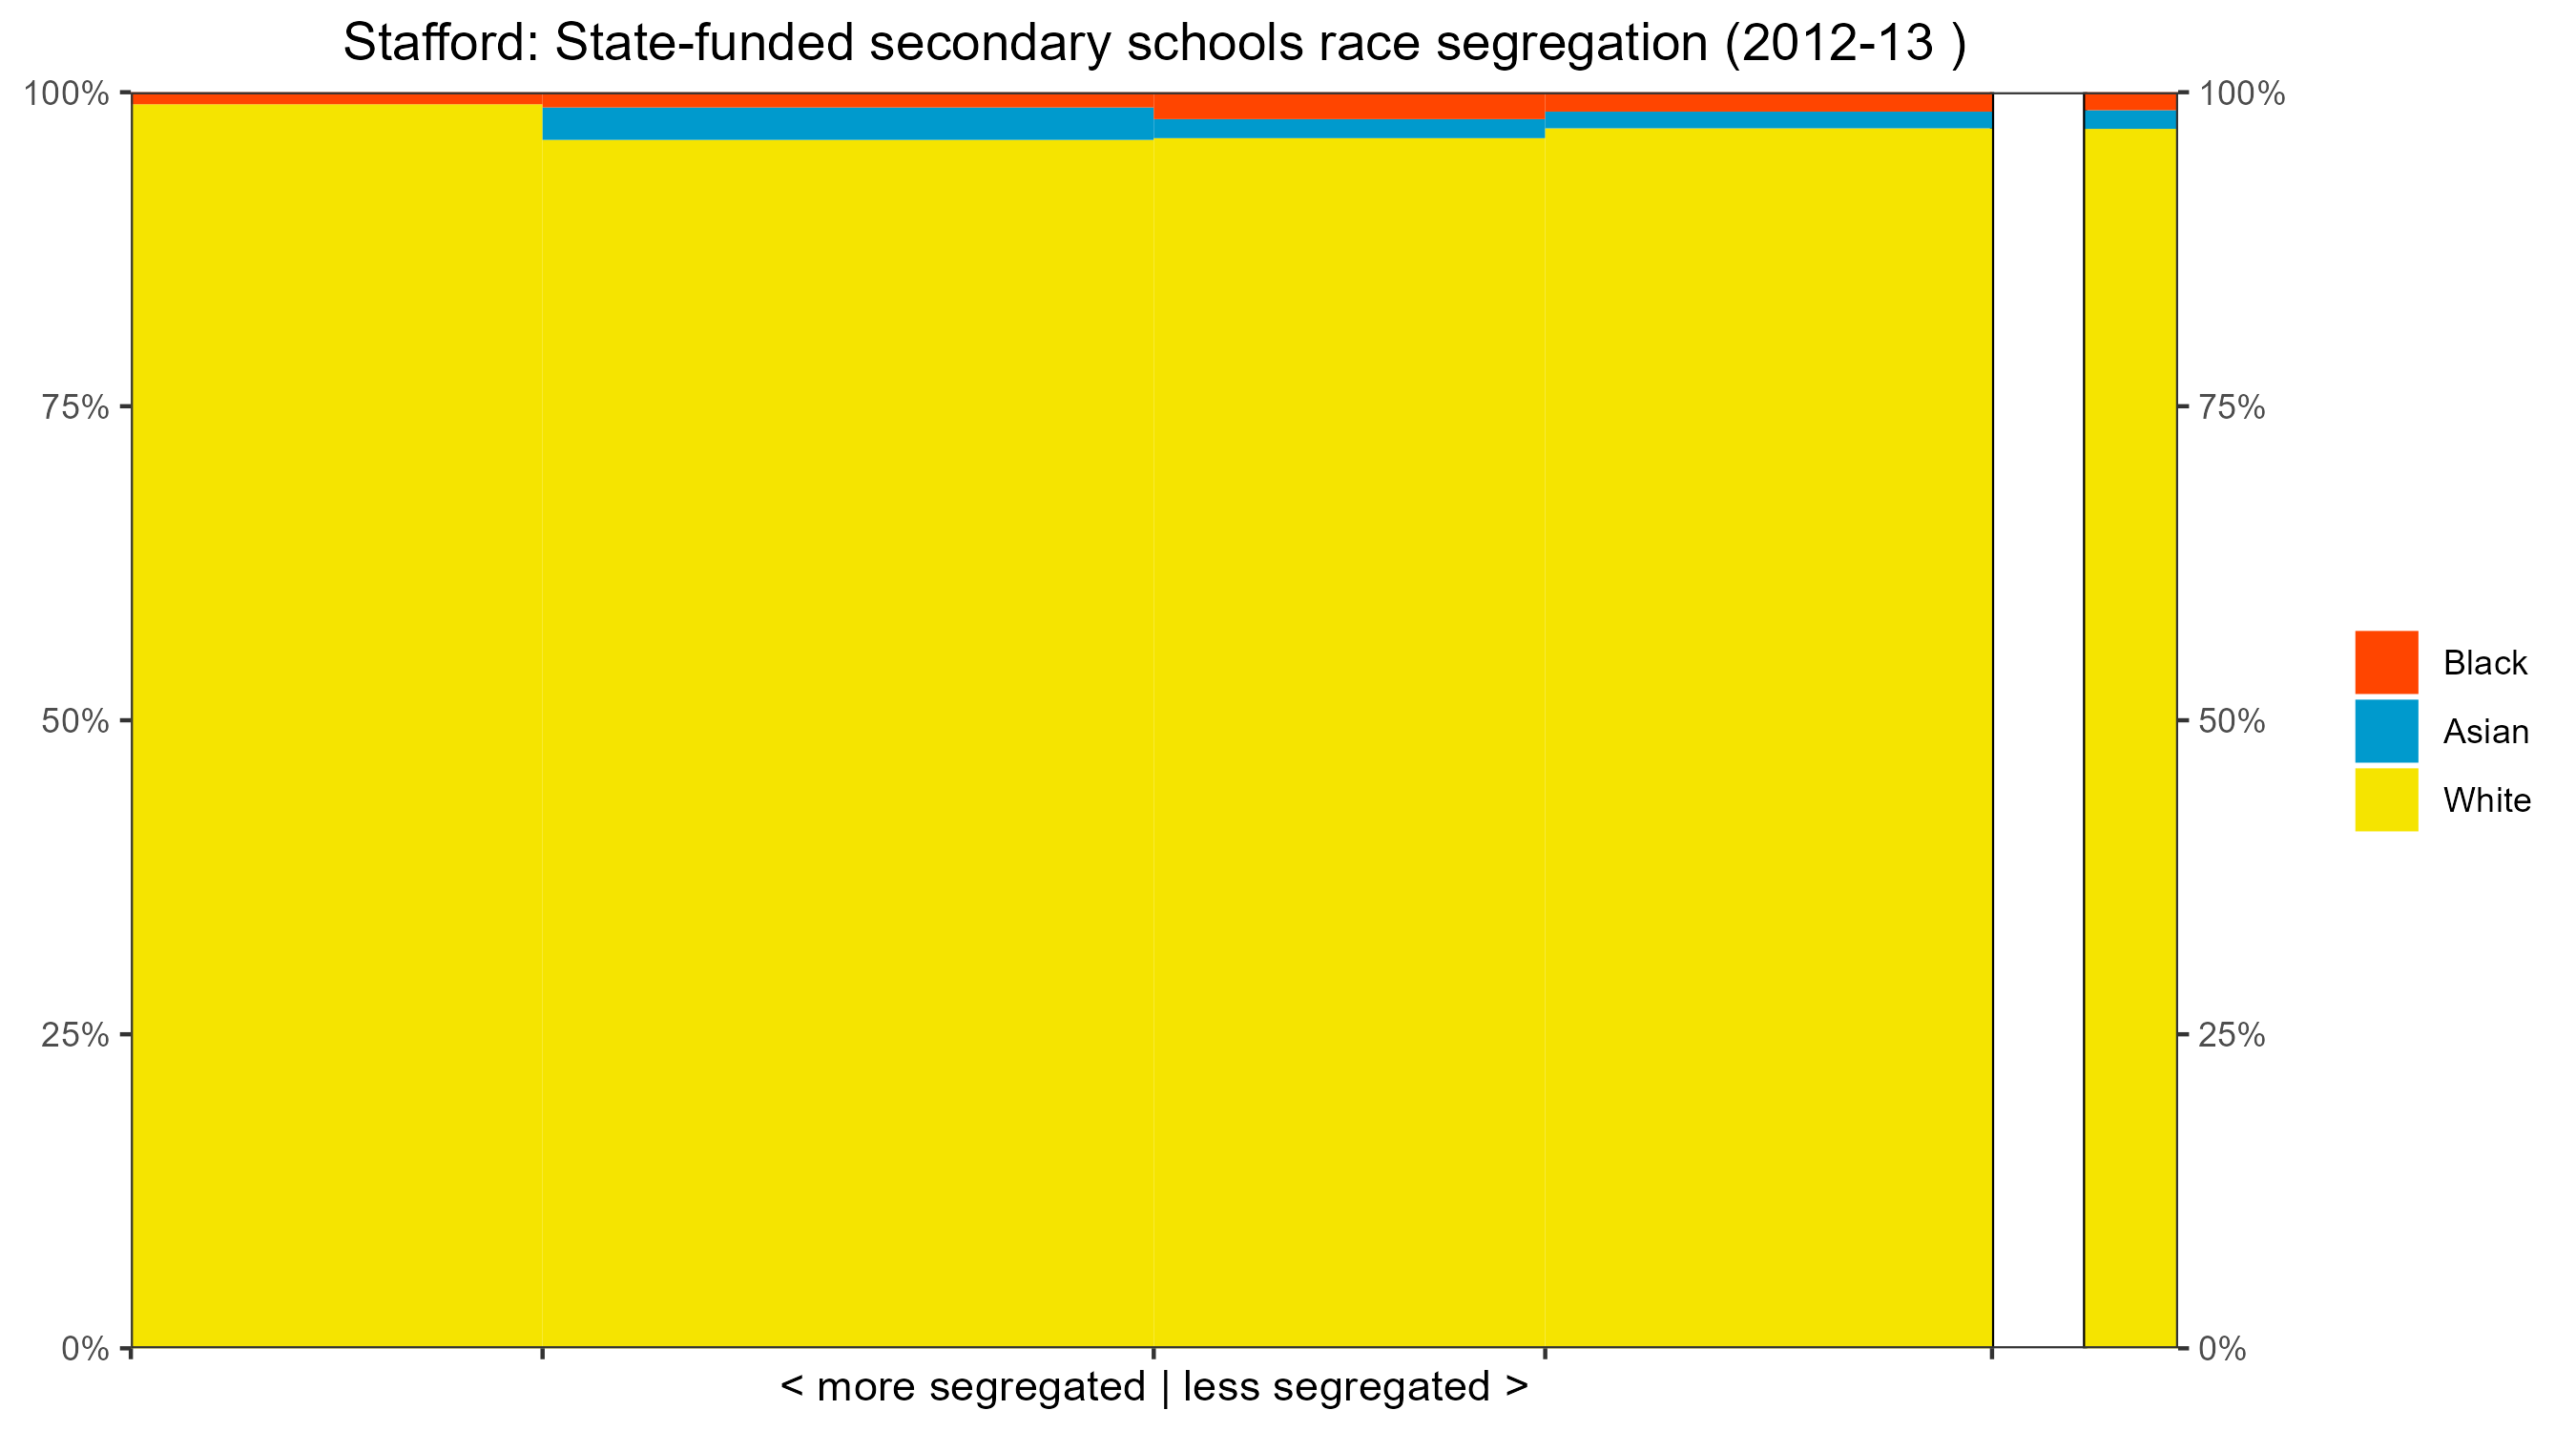 Stafford: State-funded secondary schools race segregation (2012-13 )
100%
75%
50%
25%
0%
100%
75%
50%
25%
0%
Black
Asian
White
< more segregated | less segregated >